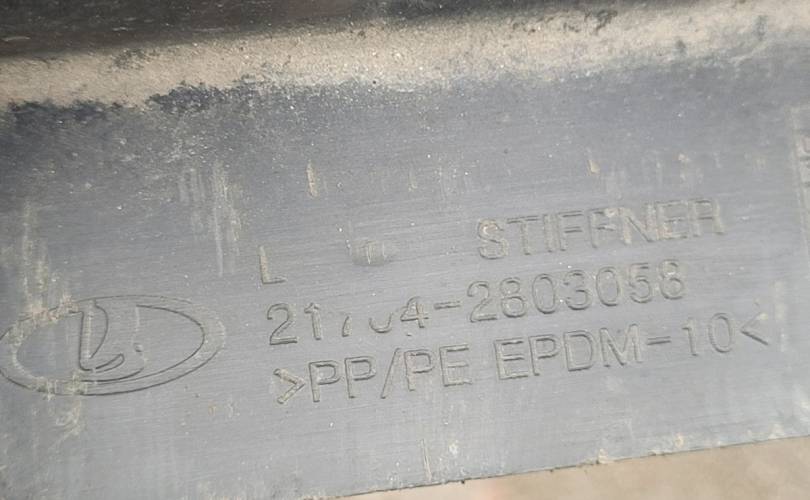 L STIFFNER
21704-2803058
>PP/PE EPDM-10<